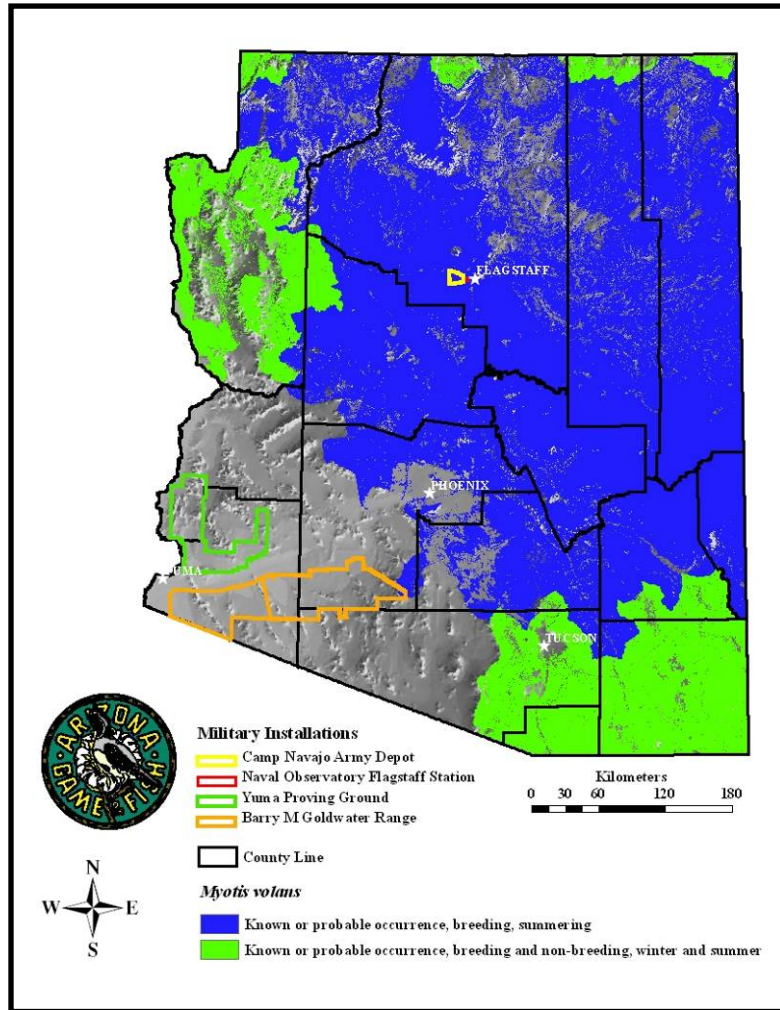 FLAGSTAFF
PHOENIX
UMA
TUCSON
ARIZONA
GAME FISH
Military Installations
Camp Navajo Army Depot
Naval Observatory Flagstaff Station
Yuma Proving Ground
Barry M Goldwater Range
County Line
Kilometers
0 30 60 120 180
N
W E
S
Myotis volans
Known or probable occurrence, breeding, summering
Known or probable occurrence, breeding and non-breeding, winter and summer